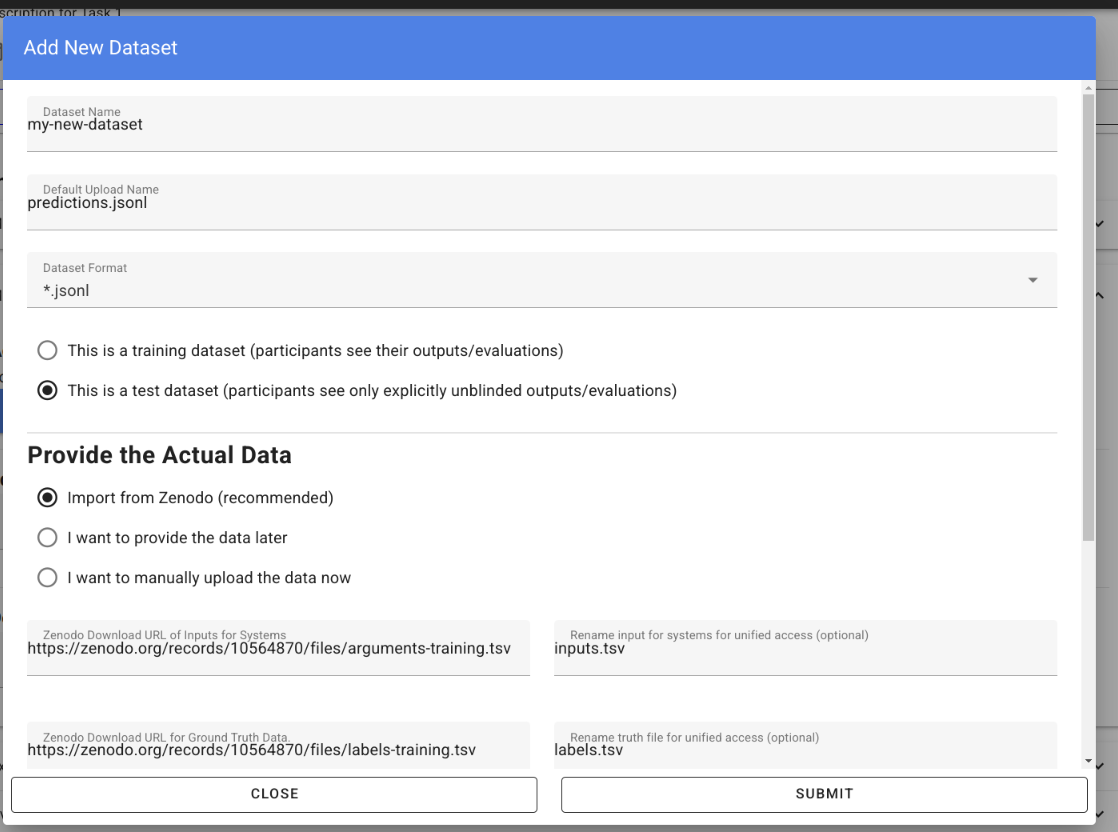 scription for Task 1
Add New Dataset
Dataset Name
my-new-dataset
Default Upload Name
predictions.jsonl
Dataset Format
*.jsonl
This is a training dataset (participants see their outputs/evaluations)
This is a test dataset (participants see only explicitly unblinded outputs/evaluations)
Provide the Actual Data
Import from Zenodo (recommended)
I want to provide the data later
I want to manually upload the data now
Zenodo Download URL of Inputs for Systems
https://zenodo.org/records/10564870/files/arguments-training.tsv
Rename input for systems for unified access (optional)
inputs.tsv
Zenodo Download URL for Ground Truth Data.
https://zenodo.org/records/10564870/files/labels-training.tsv
Rename truth file for unified access (optional)
labels.tsv
CLOSE
SUBMIT